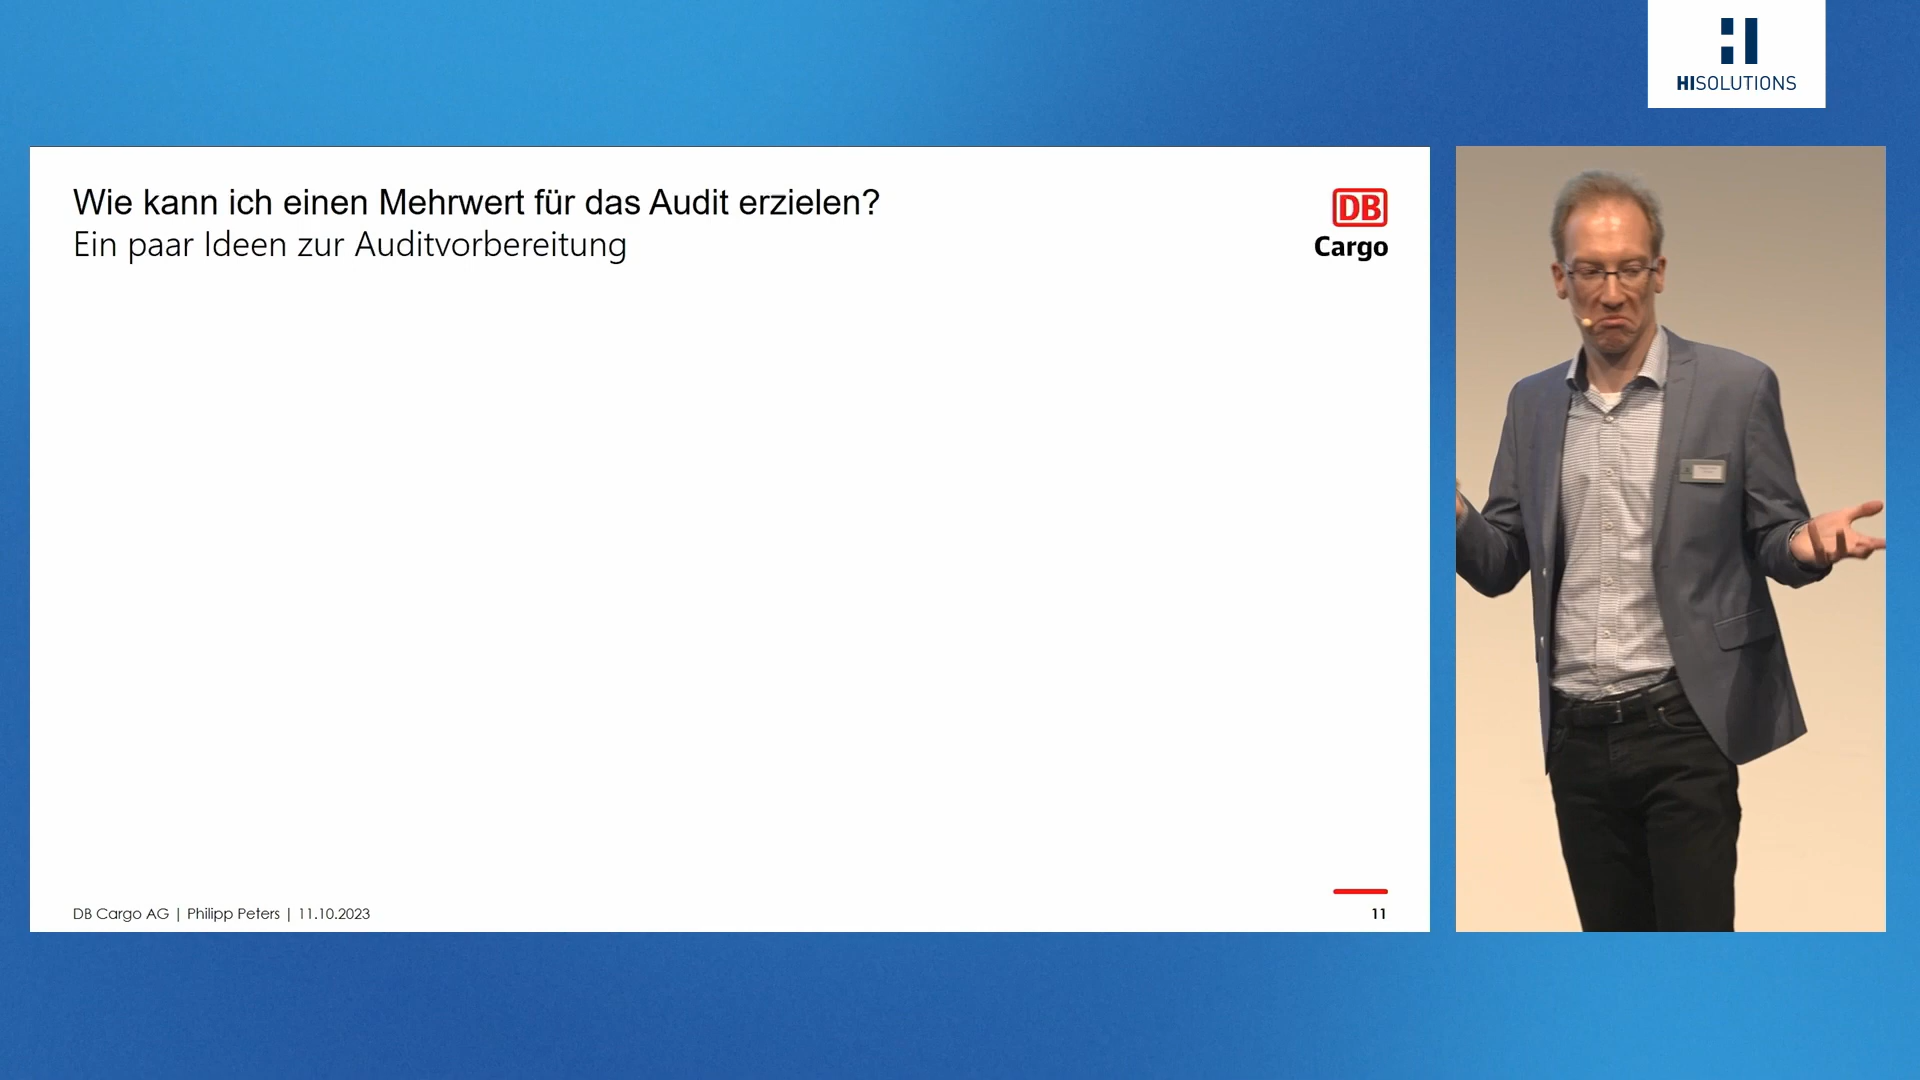 HISOLUTIONS
Wie kann ich einen Mehrwert für das Audit erzielen?
Ein paar Ideen zur Auditvorbereitung
DB
Cargo
DB Cargo AG | Philipp Peters | 11.10.2023
11